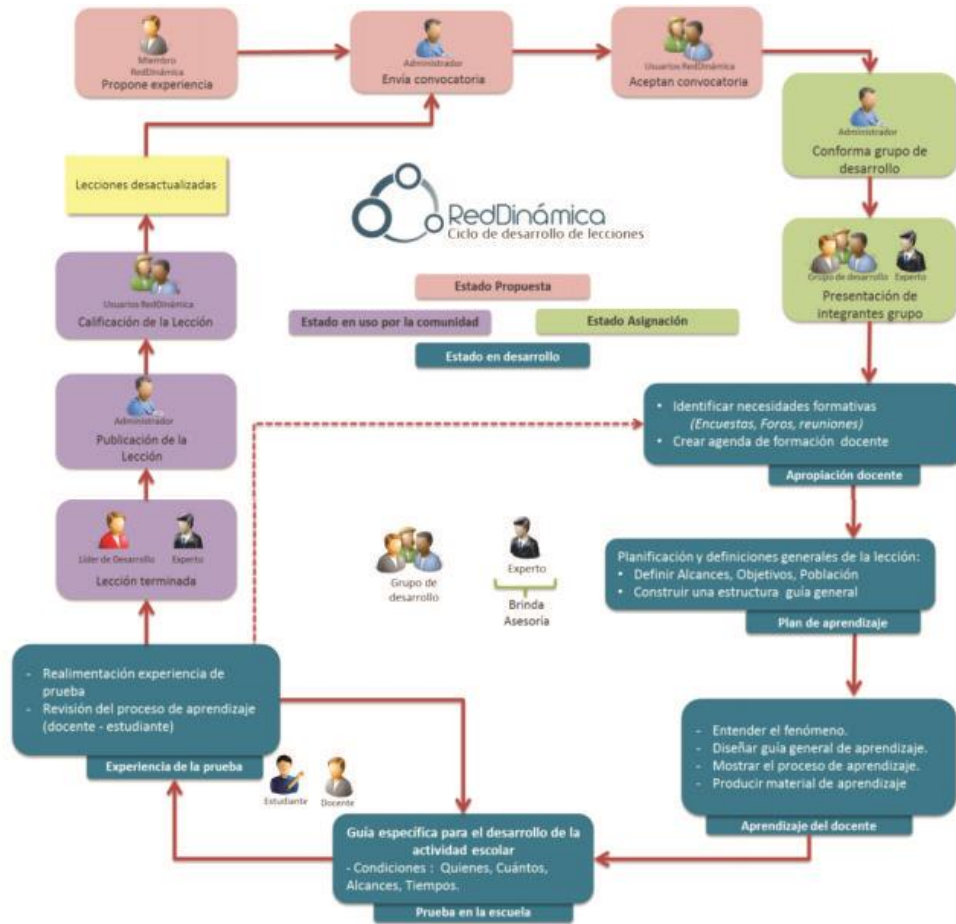 Miembro
RedDinámica
Propone experiencia
Administrador
Envía convocatoria
Usuarios RedDinámica
Aceptan convocatoria
Administrador
Conforma grupo de
desarrollo
Grupo de desarrollo
Experto
Presentación de
integrantes grupo
Lecciones desactualizadas
RedDinámica
Ciclo de desarrollo de lecciones
Estado Propuesta
Estado en uso por la comunidad
Estado Asignación
Estado en desarrollo
Usuarios RedDinámica
Calificación de la Lección
Administrador
Publicación de la
Lección
Líder de Desarrollo
Experto
Lección terminada
• Identificar necesidades formativas
(Encuestas, Foros, reuniones)
• Crear agenda de formación docente
Apropiación docente
Grupo de
desarrollo
Experto
Brinda
Asesoría
Planificación y definiciones generales de la lección:
• Definir Alcances, Objetivos, Población
• Construir una estructura guía general
Plan de aprendizaje
- Entender el fenómeno.
- Diseñar guía general de aprendizaje.
- Mostrar el proceso de aprendizaje.
- Producir material de aprendizaje
Aprendizaje del docente
- Realimentación experiencia de
prueba
- Revisión del proceso de aprendizaje
(docente - estudiante)
Experiencia de la prueba
Estudiante
Docente
Guía específica para el desarrollo de la
actividad escolar
- Condiciones : Quienes, Cuántos,
Alcances, Tiempos.
Prueba en la escuela